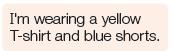 I'm wearing a yellow
T-shirt and blue shorts.